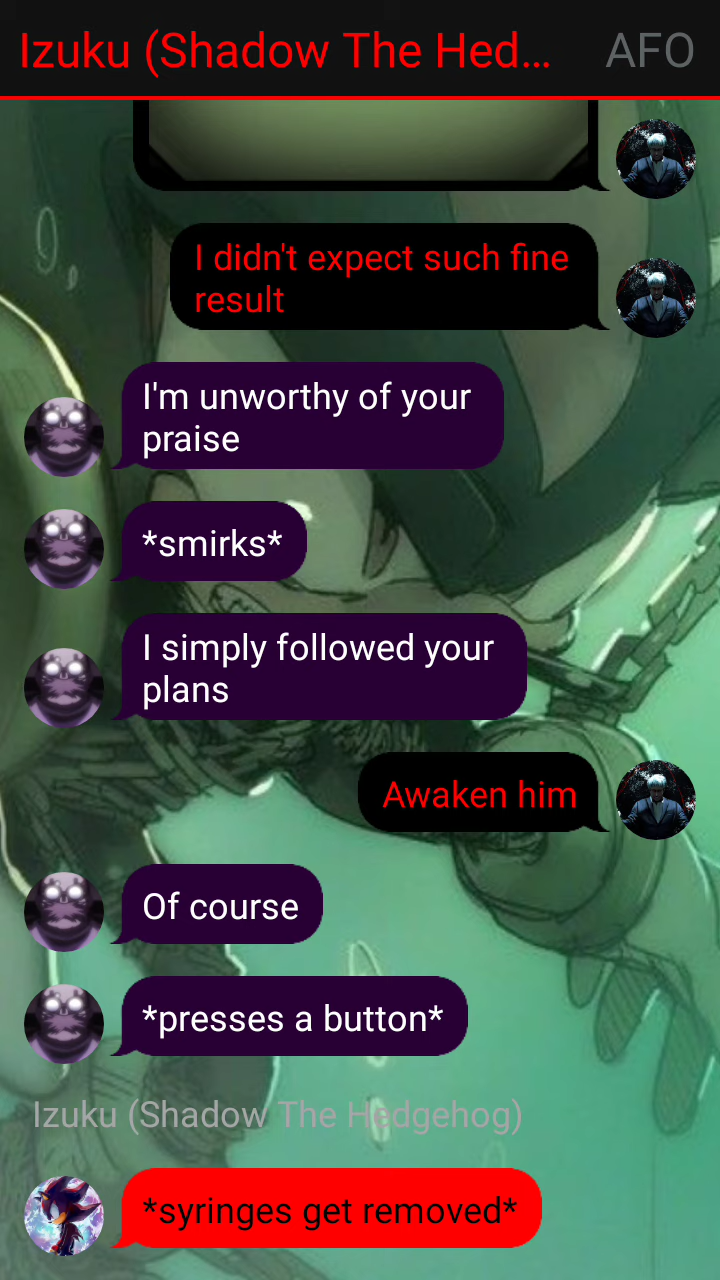 Izuku (Shadow The Hed... AFO
I didn't expect such fine
result
I'm unworthy of your
praise
*smirks*
I simply followed your
plans
Awaken him
Of course
*presses a button*
Izuku (Shadow The Hedgehog)
*syringes get removed*